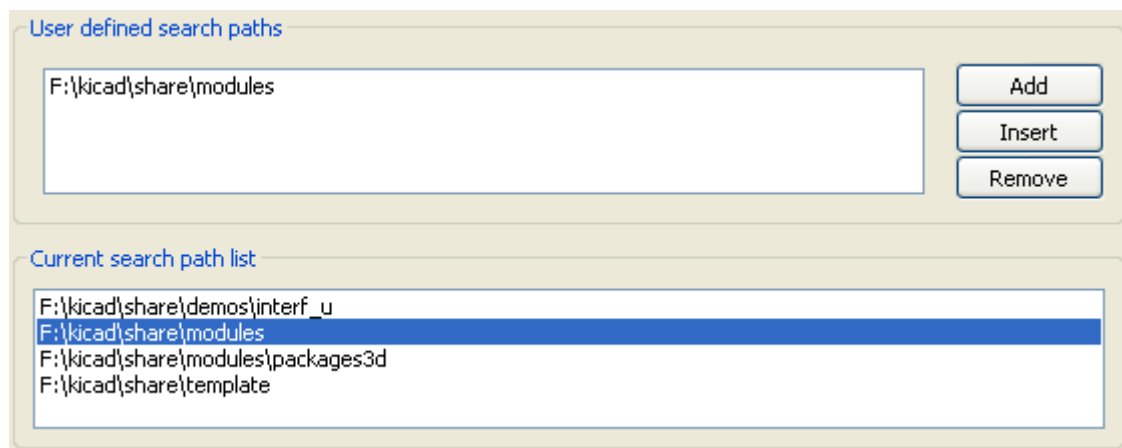 User defined search paths
F:\kicad\share\modules
Add
Insert
Remove
Current search path list
F:\kicad\share\demos\interf_u
F:\kicad\share\modules
F:\kicad\share\modules\packages3d
F:\kicad\share\template